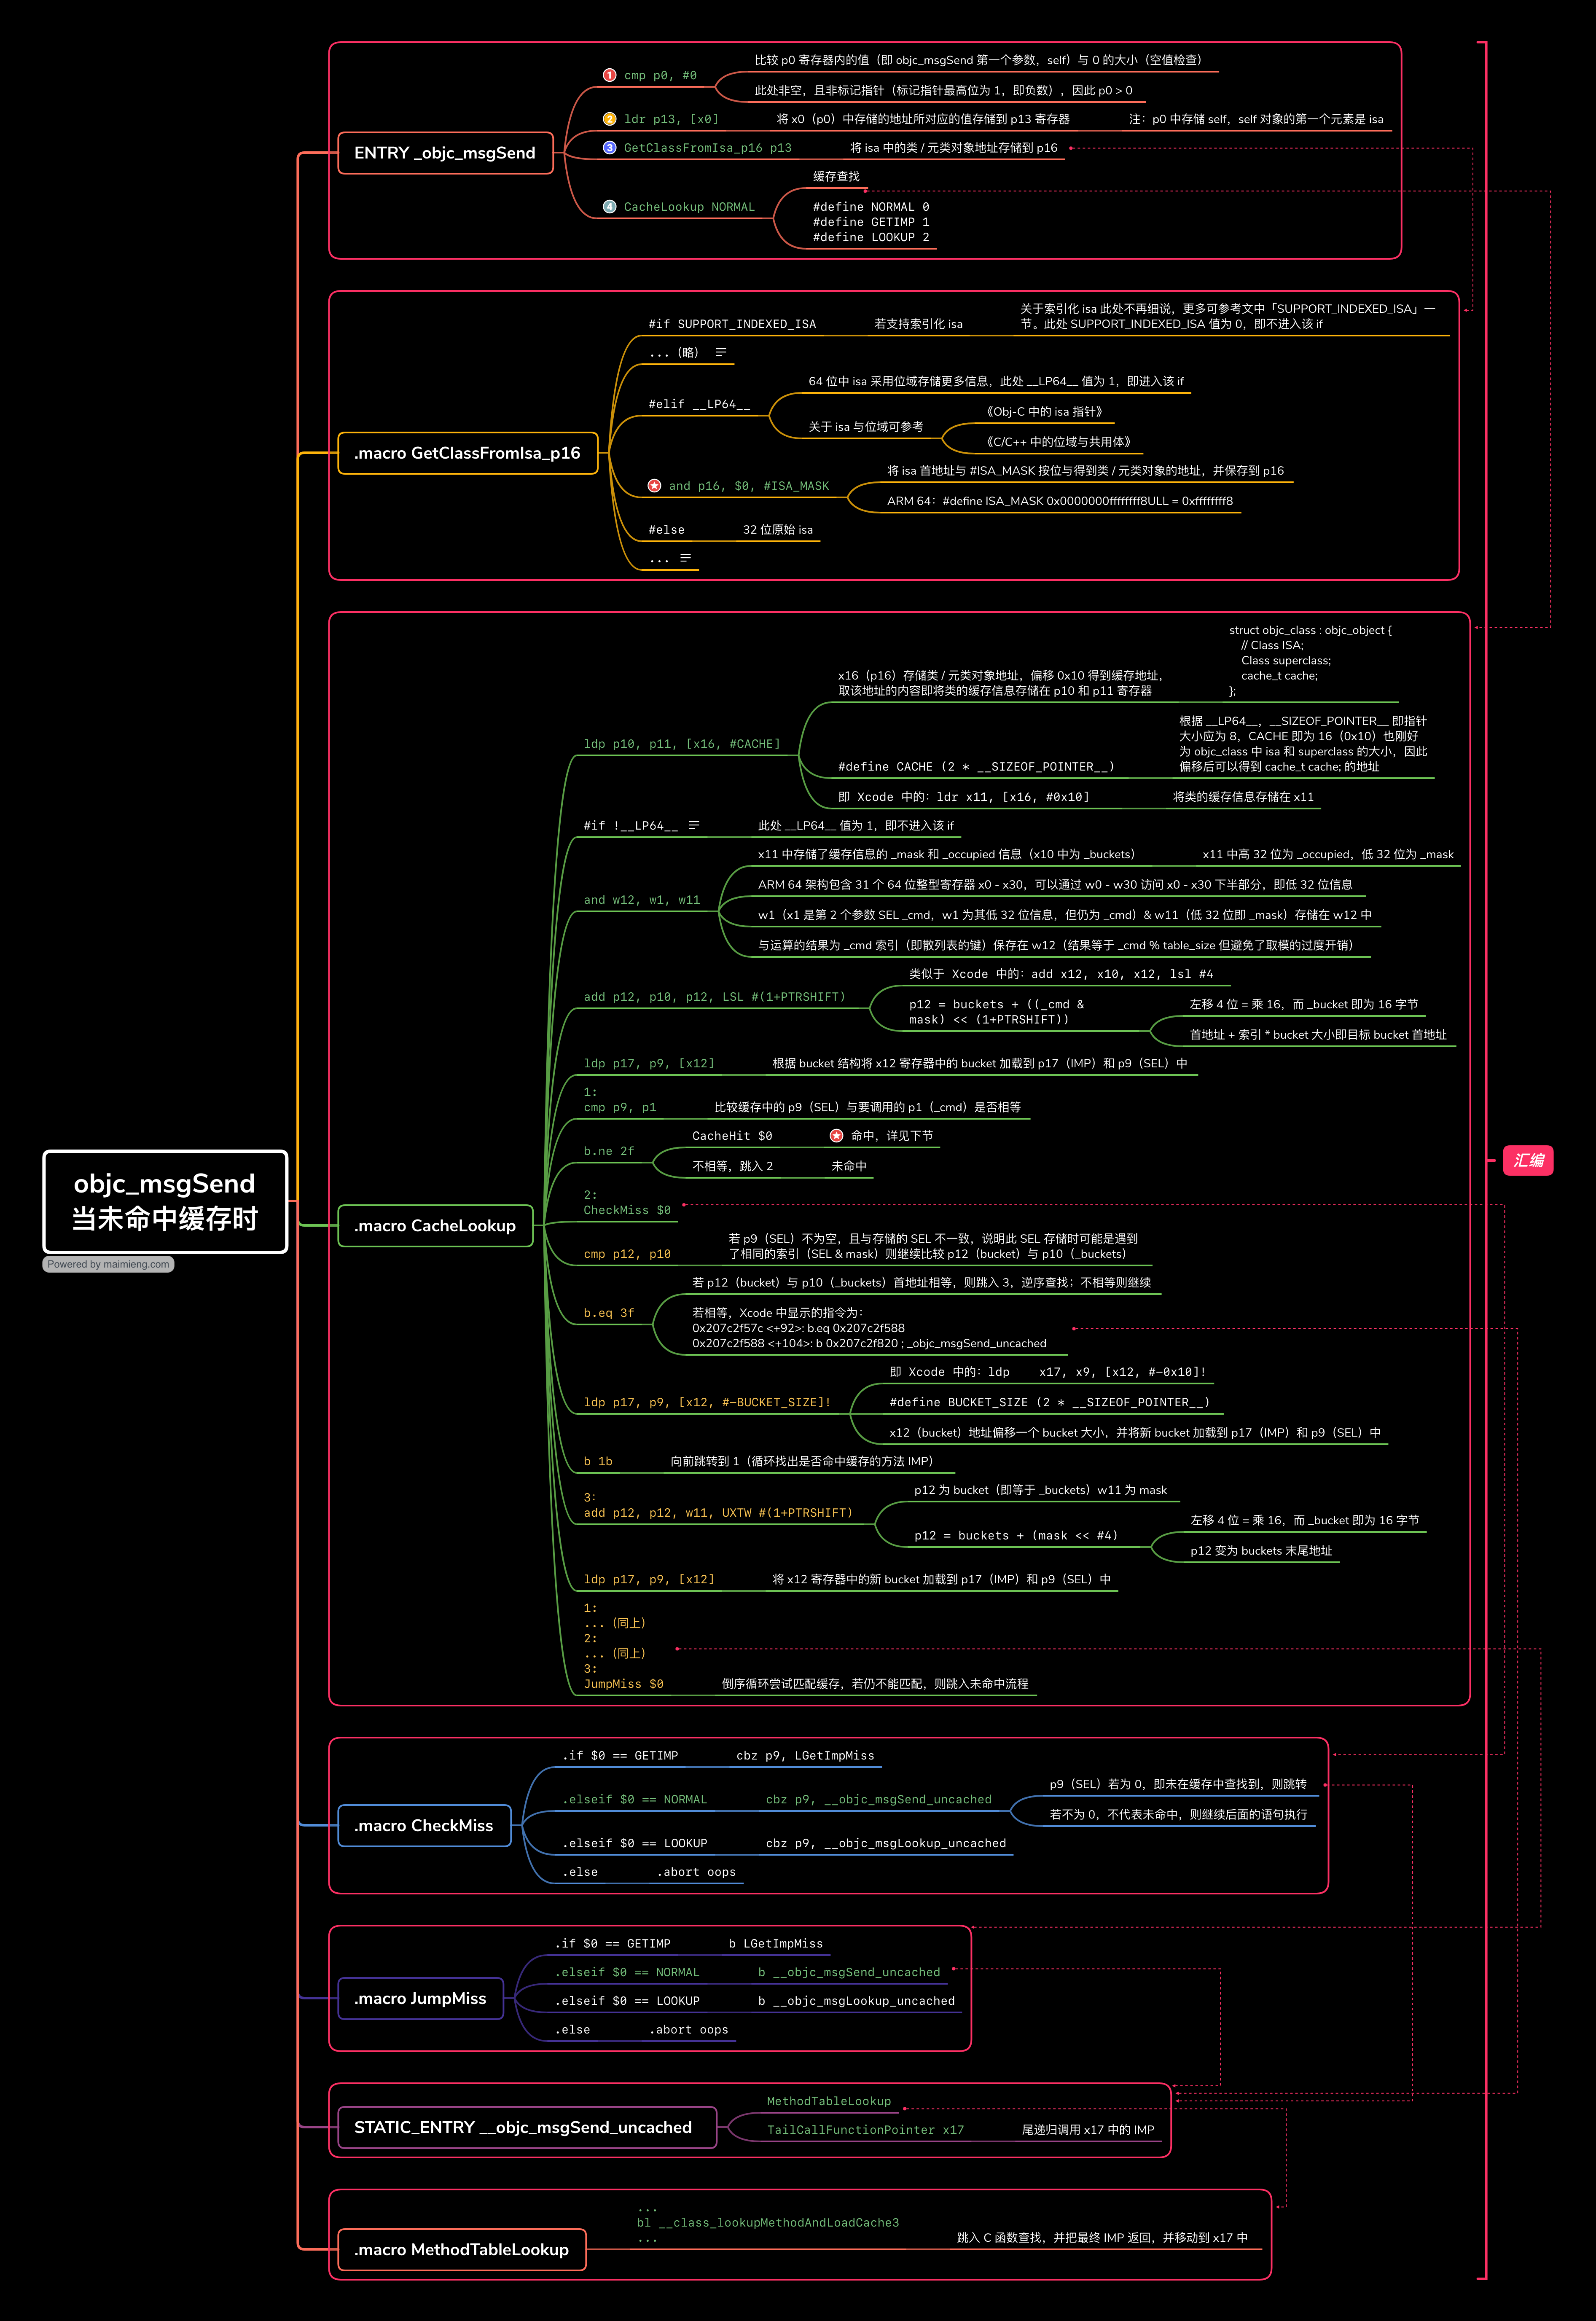 objc_msgSend
当未命中缓存时
Powered by maimieng.com
汇编
ENTRY _objc_msgSend
1 cmp p0, #0
比较 p0 寄存器内的值（即 objc_msgSend 第一个参数，self）与 0 的大小（空值检查）
此处非空，且非标记指针（标记指针最高位为 1，即负数），因此 p0 > 0
2 ldr p13, [x0]
将 x0（p0）中存储的地址所对应的值存储到 p13 寄存器
注：p0 中存储 self，self 对象的第一个元素是 isa
3 GetClassFromIsa_p16 p13
将 isa 中的类 / 元类对象地址存储到 p16
4 CacheLookup NORMAL
缓存查找
#define NORMAL 0
#define GETIMP 1
#define LOOKUP 2
.macro GetClassFromIsa_p16
#if SUPPORT_INDEXED_ISA
若支持索引化 isa
关于索引化 isa 此处不再细说，更多可参考文中「SUPPORT_INDEXED_ISA」一
节。此处 SUPPORT_INDEXED_ISA 值为 0，即不进入该 if
...（略）
#elif __LP64__
64 位中 isa 采用位域存储更多信息，此处 __LP64__ 值为 1，即进入该 if
关于 isa 与位域可参考
《Obj-C 中的 isa 指针》
《C/C++ 中的位域与共用体》
and p16, $0, #ISA_MASK
将 isa 首地址与 #ISA_MASK 按位与得到类 / 元类对象的地址，并保存到 p16
ARM 64：#define ISA_MASK 0x0000000ffffffff8ULL = 0xffffffff8
#else
32 位原始 isa
...
.macro CacheLookup
ldp p10, p11, [x16, #CACHE]
x16（p16）存储类 / 元类对象地址，偏移 0x10 得到缓存地址，
取该地址的内容即将类的缓存信息存储在 p10 和 p11 寄存器
struct objc_class : objc_object {
// Class ISA;
Class superclass;
cache_t cache;
};
#define CACHE (2 * __SIZEOF_POINTER__)
根据 __LP64__，__SIZEOF_POINTER__ 即指针
大小应为 8，CACHE 即为 16（0x10）也刚好
为 objc_class 中 isa 和 superclass 的大小，因此
偏移后可以得到 cache_t cache; 的地址
即 Xcode 中的：ldr x11, [x16, #0x10]
将类的缓存信息存储在 x11
#if !__LP64__
此处 __LP64__ 值为 1，即不进入该 if
and w12, w1, w11
x11 中存储了缓存信息的 _mask 和 _occupied 信息（x10 中为 _buckets）
x11 中高 32 位为 _occupied，低 32 位为 _mask
ARM 64 架构包含 31 个 64 位整型寄存器 x0 - x30，可以通过 w0 - w30 访问 x0 - x30 下半部分，即低 32 位信息
w1（x1 是第 2 个参数 SEL _cmd，w1 为其低 32 位信息，但仍为 _cmd）& w11（低 32 位即 _mask）存储在 w12 中
与运算的结果为 _cmd 索引（即散列表的键）保存在 w12（结果等于 _cmd % table_size 但避免了取模的过度开销）
add p12, p10, p12, LSL #(1+PTRSHIFT)
类似于 Xcode 中的：add x12, x10, x12, lsl #4
p12 = buckets + ((_cmd &
mask) << (1+PTRSHIFT))
左移 4 位 = 乘 16，而 _bucket 即为 16 字节
首地址 + 索引 * bucket 大小即目标 bucket 首地址
ldp p17, p9, [x12]
根据 bucket 结构将 x12 寄存器中的 bucket 加载到 p17（IMP）和 p9（SEL）中
1:
cmp p9, p1
比较缓存中的 p9（SEL）与要调用的 p1（_cmd）是否相等
b.ne 2f
CacheHit $0
命中，详见下节
不相等，跳入 2
未命中
2:
CheckMiss $0
cmp p12, p10
若 p9（SEL）不为空，且与存储的 SEL 不一致，说明此 SEL 存储时可能是遇到
了相同的索引（SEL & mask）则继续比较 p12（bucket）与 p10（_buckets）
b.eq 3f
若 p12（bucket）与 p10（_buckets）首地址相等，则跳入 3，逆序查找；不相等则继续
若相等，Xcode 中显示的指令为：
0x207c2f57c <+92>: b.eq 0x207c2f588
0x207c2f588 <+104>: b 0x207c2f820 ; _objc_msgSend_uncached
ldp p17, p9, [x12, #-BUCKET_SIZE]!
即 Xcode 中的：ldp x17, x9, [x12, #-0x10]!
#define BUCKET_SIZE (2 * __SIZEOF_POINTER__)
x12（bucket）地址偏移一个 bucket 大小，并将新 bucket 加载到 p17（IMP）和 p9（SEL）中
b 1b
向前跳转到 1（循环找出是否命中缓存的方法 IMP）
3:
add p12, p12, w11, UXTW #(1+PTRSHIFT)
p12 为 bucket（即等于 _buckets）w11 为 mask
p12 = buckets + (mask << #4)
左移 4 位 = 乘 16，而 _bucket 即为 16 字节
p12 变为 buckets 末尾地址
ldp p17, p9, [x12]
将 x12 寄存器中的新 bucket 加载到 p17（IMP）和 p9（SEL）中
1:
...（同上）
2:
...（同上）
3:
JumpMiss $0
倒序循环尝试匹配缓存，若仍不能匹配，则跳入未命中流程
.macro CheckMiss
.if $0 == GETIMP
cbz p9, LGetImpMiss
.elseif $0 == NORMAL
cbz p9, __objc_msgSend_uncached
p9（SEL）若为 0，即未在缓存中查找到，则跳转
若不为 0，不代表未命中，则继续后面的语句执行
.elseif $0 == LOOKUP
cbz p9, __objc_msgLookup_uncached
.else
.abort oops
.macro JumpMiss
.if $0 == GETIMP
b LGetImpMiss
.elseif $0 == NORMAL
b __objc_msgSend_uncached
.elseif $0 == LOOKUP
b __objc_msgLookup_uncached
.else
.abort oops
STATIC_ENTRY __objc_msgSend_uncached
MethodTableLookup
TailCallFunctionPointer x17
尾递归调用 x17 中的 IMP
.macro MethodTableLookup
...
bl __class_lookupMethodAndLoadCache3
...
跳入 C 函数查找，并把最终 IMP 返回，并移动到 x17 中